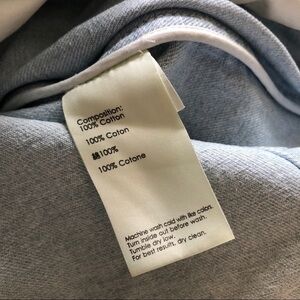 Composition:
100% Cotton
100% Coton
綿100%
100% Cotone
Machine wash cold with like colors.
Turn inside out before wash.
Tumble dry low.
For best results, dry clean.